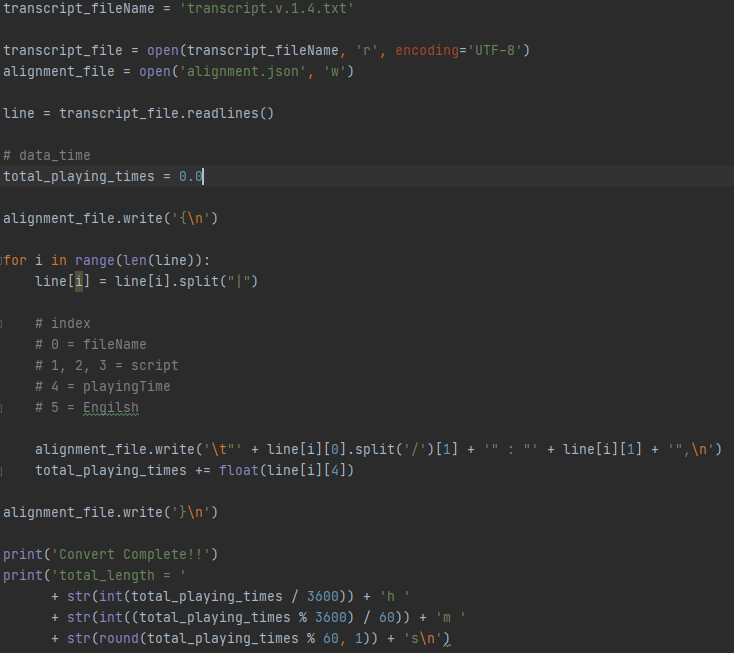 transcript_fileName = 'transcript.v.1.4.txt'
transcript_file = open(transcript_fileName, 'r', encoding='UTF-8')
alignment_file = open('alignment.json', 'w')
line = transcript_file.readlines()
# data_time
total_playing_times = 0.0
alignment_file.write('{\n')
for i in range(len(line)):
    line[i] = line[i].split("|")
    # index
    # 0 = fileName
    # 1, 2, 3 = script
    # 4 = playingTime
    # 5 = Engilsh
    alignment_file.write('\t"' + line[i][0].split('/')[1] + '" : "' + line[i][1] + '",\n')
    total_playing_times += float(line[i][4])
alignment_file.write('}\n')
print('Convert Complete!!')
print('total_length = '
      + str(int(total_playing_times / 3600)) + 'h '
      + str(int((total_playing_times % 3600) / 60)) + 'm '
      + str(round(total_playing_times % 60, 1)) + 's\n')